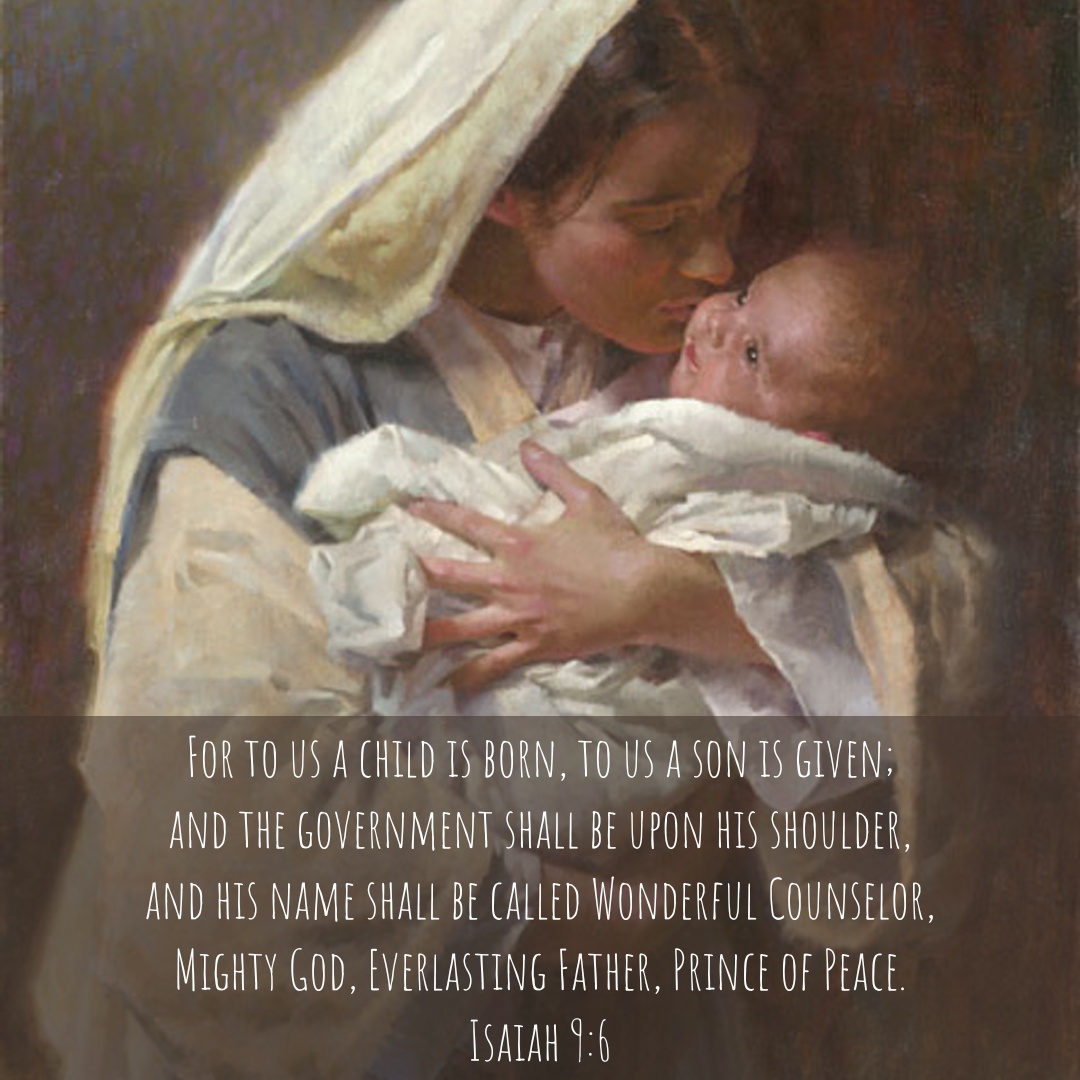 For to us a child is born, to us a son is given;
and the government shall be upon his shoulder,
and his name shall be called Wonderful Counselor,
Mighty God, Everlasting Father, Prince of Peace.
Isaiah 9:6